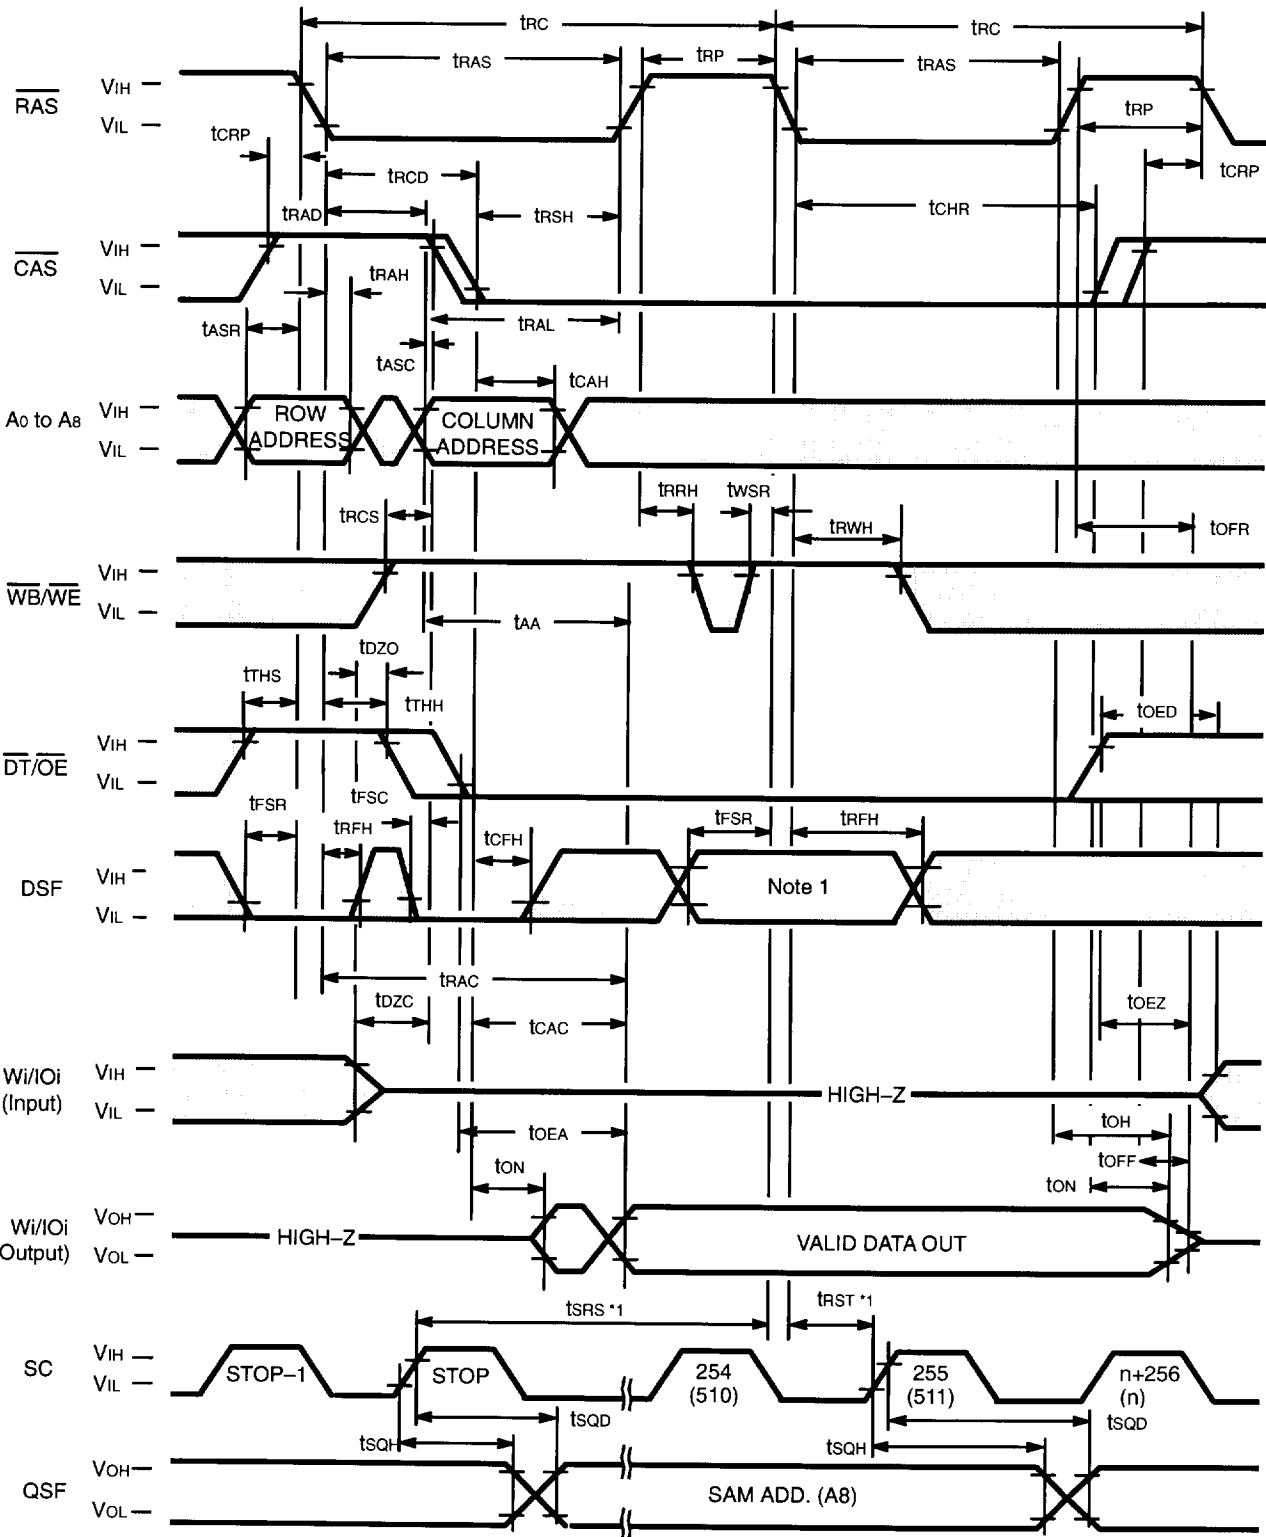 tRC tRC
tRAS tRP tRAS
RAS VIH VIL tRP
tCRP tRCD tCRP
tRAD tRSH tCHR
CAS VIH VIL
tRAH
tASR tRAL
tASC tCAH
A0 to A8 VIH VIL ROW ADDRESS COLUMN ADDRESS
tRRH tWSR
tRCS tRWH tOFR
WB/WE VIH VIL
tAA
tDZO
tTHS tTHH tOED
DT/OE VIH VIL
tFSC
tFSR tRFH tCFH tFSR tRFH
DSF VIH VIL Note 1
tRAC
tDZC tCAC tOEZ
Wi/IOi (Input) VIH VIL HIGH–Z
tOEA tOH
tON tOFF
tON
Wi/IOi Output) VOH VOL HIGH–Z VALID DATA OUT
tSRS *1 tRST *1
SC VIH VIL STOP–1 STOP 254 (510) 255 (511) n+256 (n)
tSQD tSQD
tSQH tSQH
QSF VOH VOL SAM ADD. (A8)